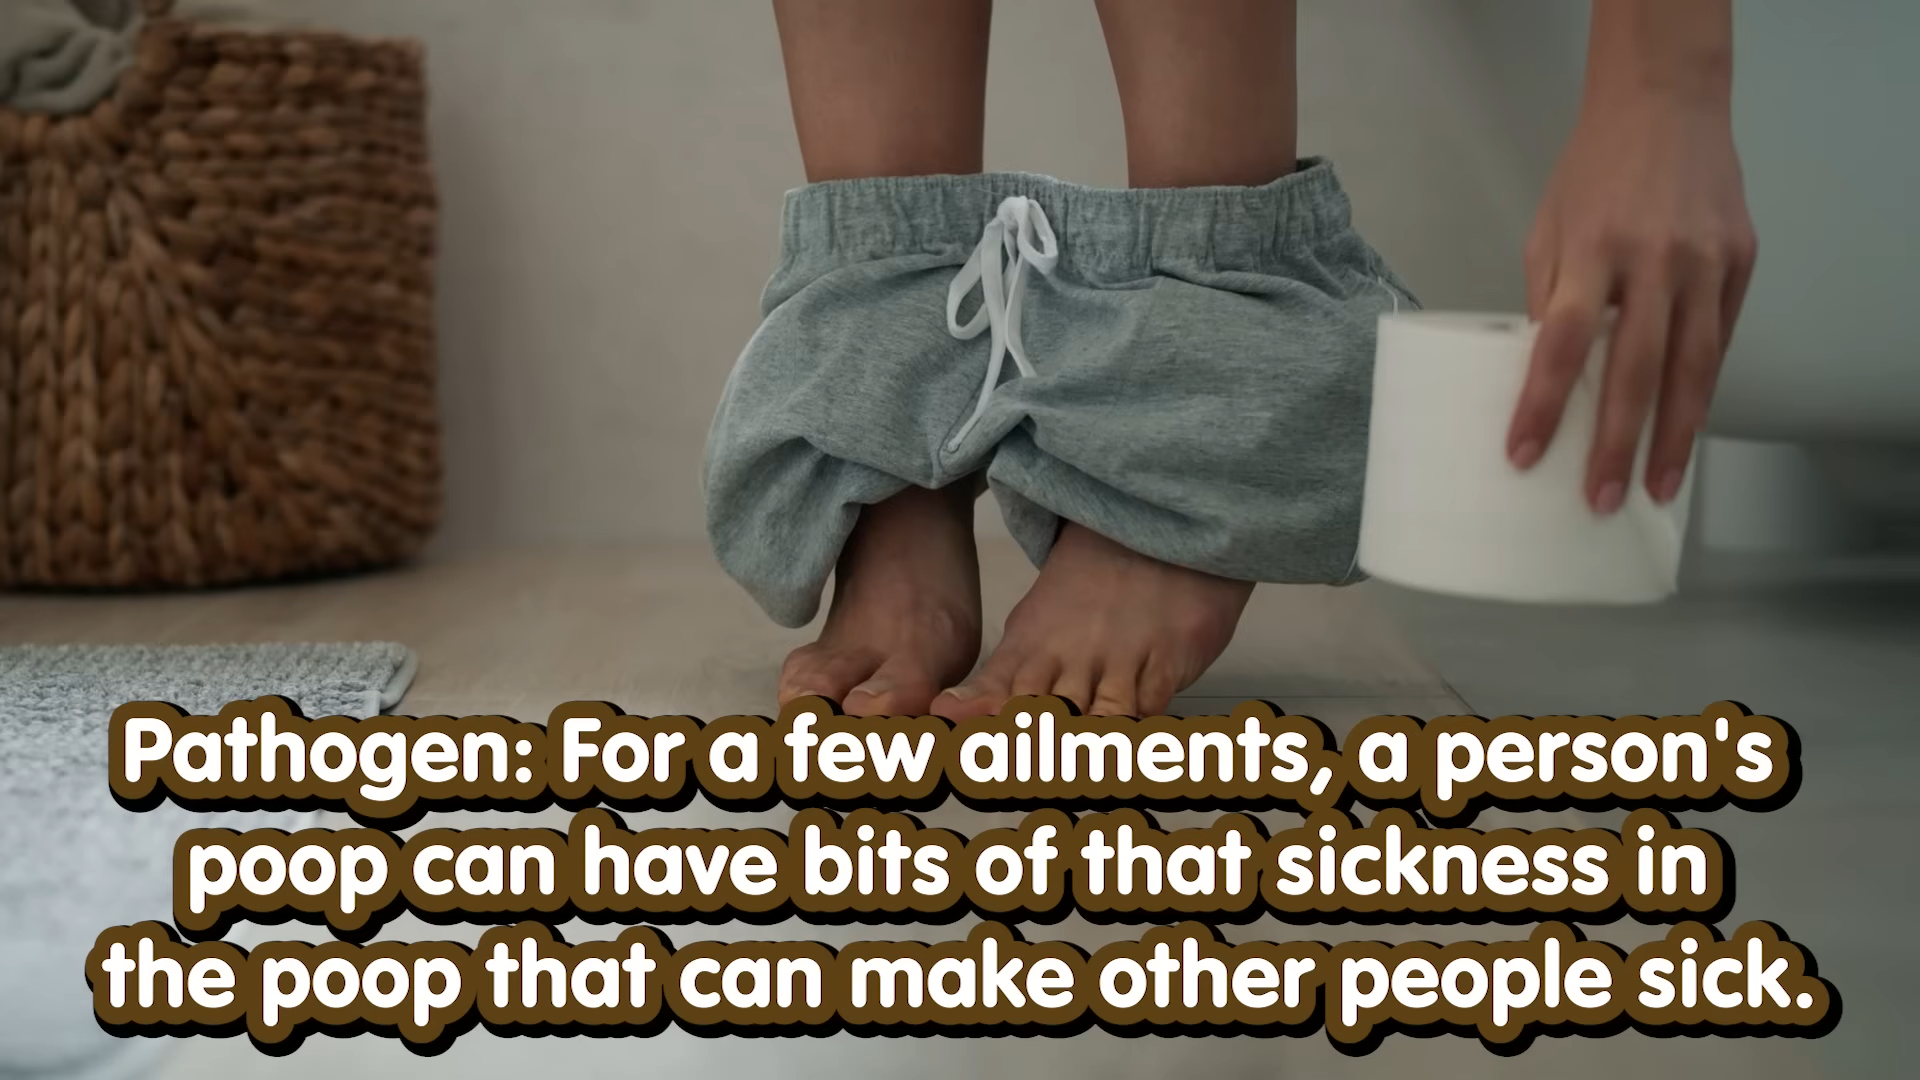 Pathogen: For a few ailments, a person's
poop can have bits of that sickness in
the poop that can make other people sick.